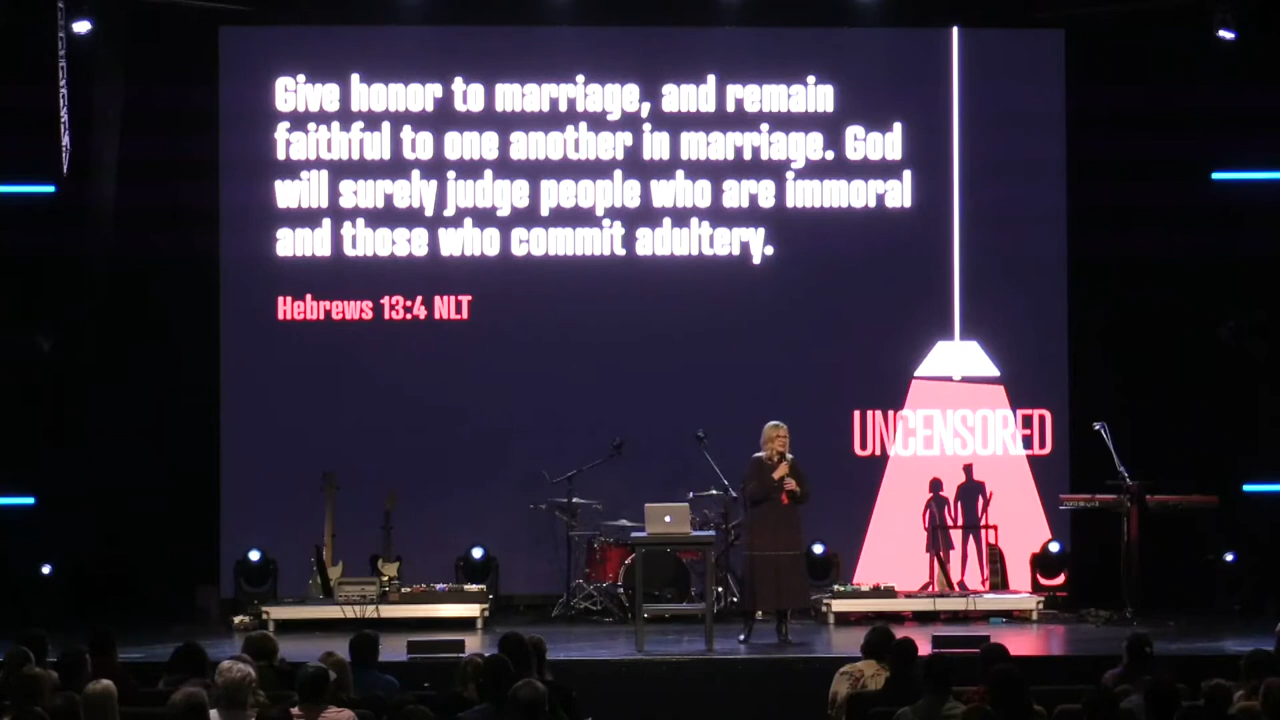 Give honor to marriage, and remain
faithful to one another in marriage. God
will surely judge people who are immoral
and those who commit adultery.
Hebrews 13:4 NLT
UNCENSORED